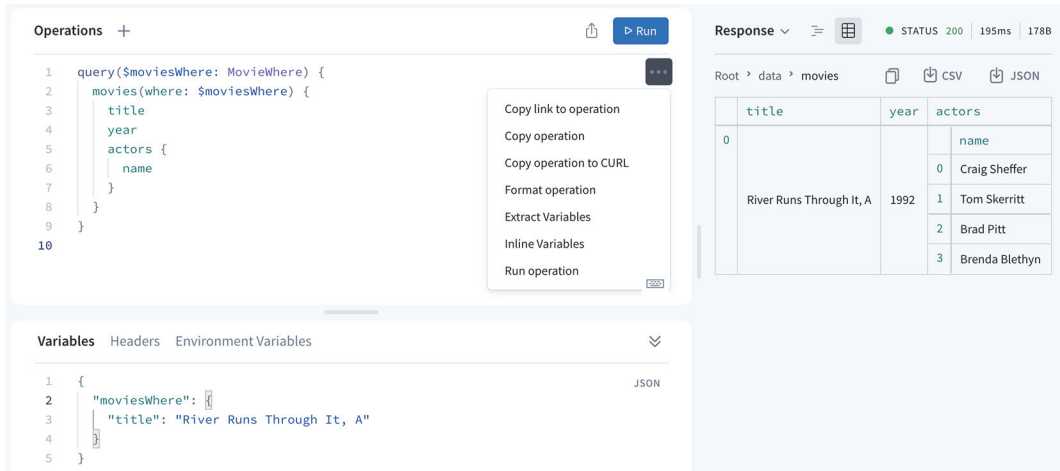 Operations +
Run
1 query($moviesWhere: MovieWhere) {
2 movies(where: $moviesWhere) {
3 title
4 year
5 actors {
6 name
7 }
8 }
9 }
10
Copy link to operation
Copy operation
Copy operation to CURL
Format operation
Extract Variables
Inline Variables
Run operation
Variables Headers Environment Variables
JSON
1 {
2 "moviesWhere": {
3 "title": "River Runs Through It, A"
4 }
5 }
Response STATUS 200 195ms 178B
Root > data > movies CSV JSON
title year actors
0 River Runs Through It, A 1992
name
0 Craig Sheffer
1 Tom Skerritt
2 Brad Pitt
3 Brenda Blethyn